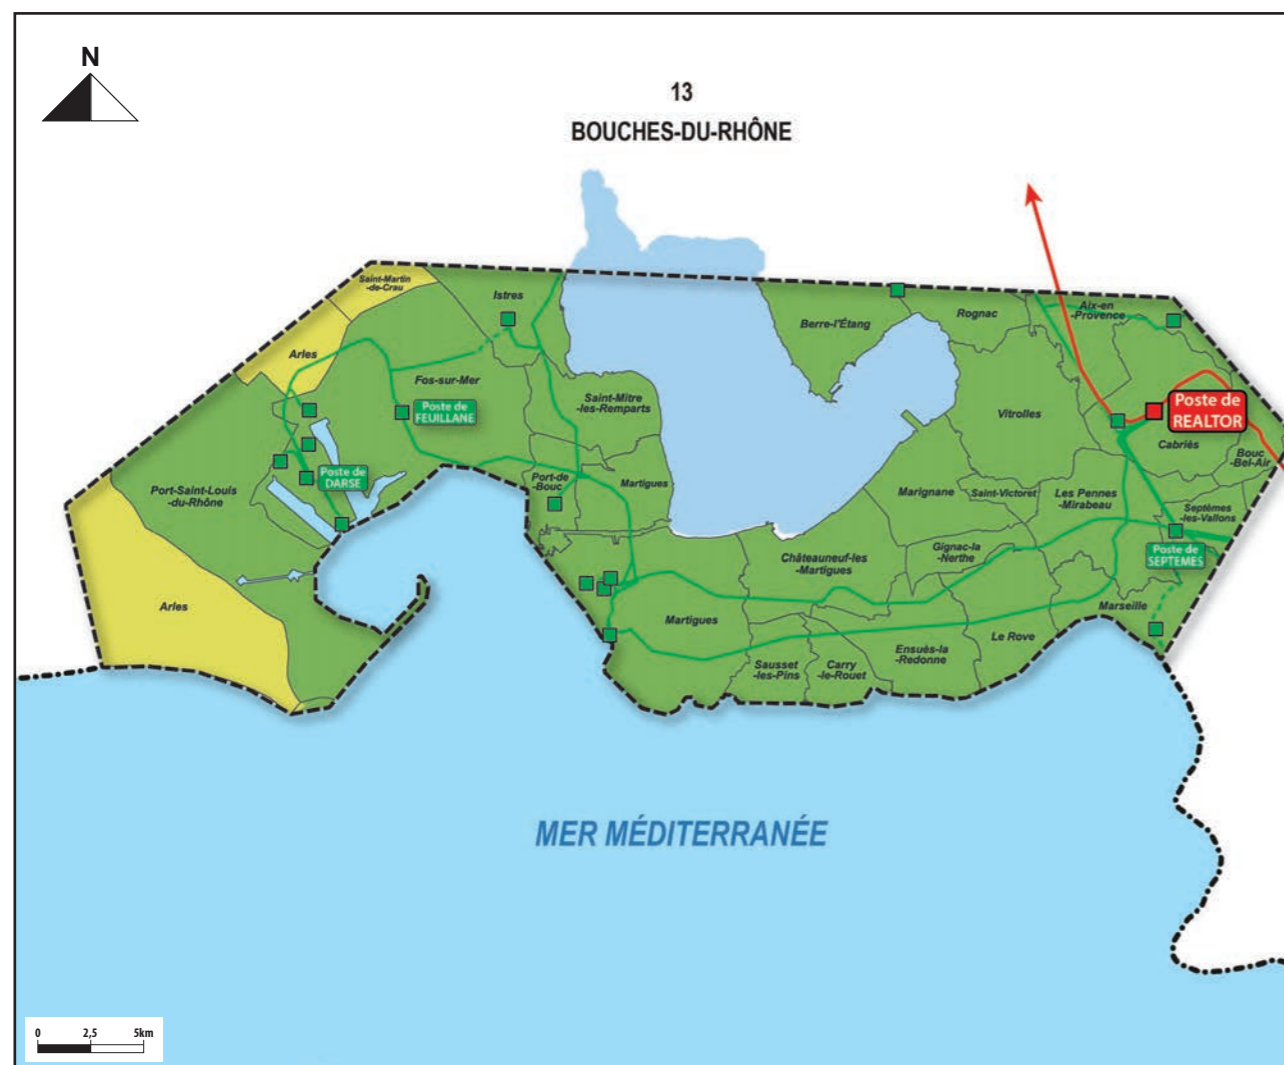 N
13
BOUCHES-DU-RHÔNE
Saint-Martin
-de-Crau
Istres
Berre-l'Étang
Rognac
Aix-en
-Provence
Arles
Fos-sur-Mer
Saint-Mitre
-les-Remparts
Vitrolles
Poste de
FEUILLANE
Poste de
REALTOR
Cabriès
Bouc
-Bel-Air
Poste de
DARSE
Port-Saint-Louis
-du-Rhône
Port-de
-Bouc
Martigues
Marignane
Saint-Victoret
Les Pennes
-Mirabeau
Septèmes
-les-Vallons
Poste de
SEPTEMES
Châteauneuf-les
-Martigues
Gignac-la
-Nerthe
Arles
Martigues
Marseille
Le Rove
Ensuès-la
-Redonne
Sausset
-les-Pins
Carry
-le-Rouet
MER MÉDITERRANÉE
0 2,5 5km